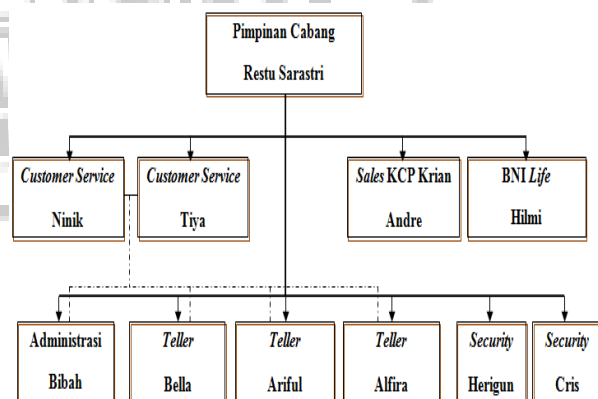 Pimpinan Cabang
Restu Sarastri
Customer Service
Ninik
Customer Service
Tiya
Sales KCP Krian
Andre
BNI Life
Hilmi
Administrasi
Bibah
Teller
Bella
Teller
Ariful
Teller
Alfira
Security
Herigun
Security
Cris